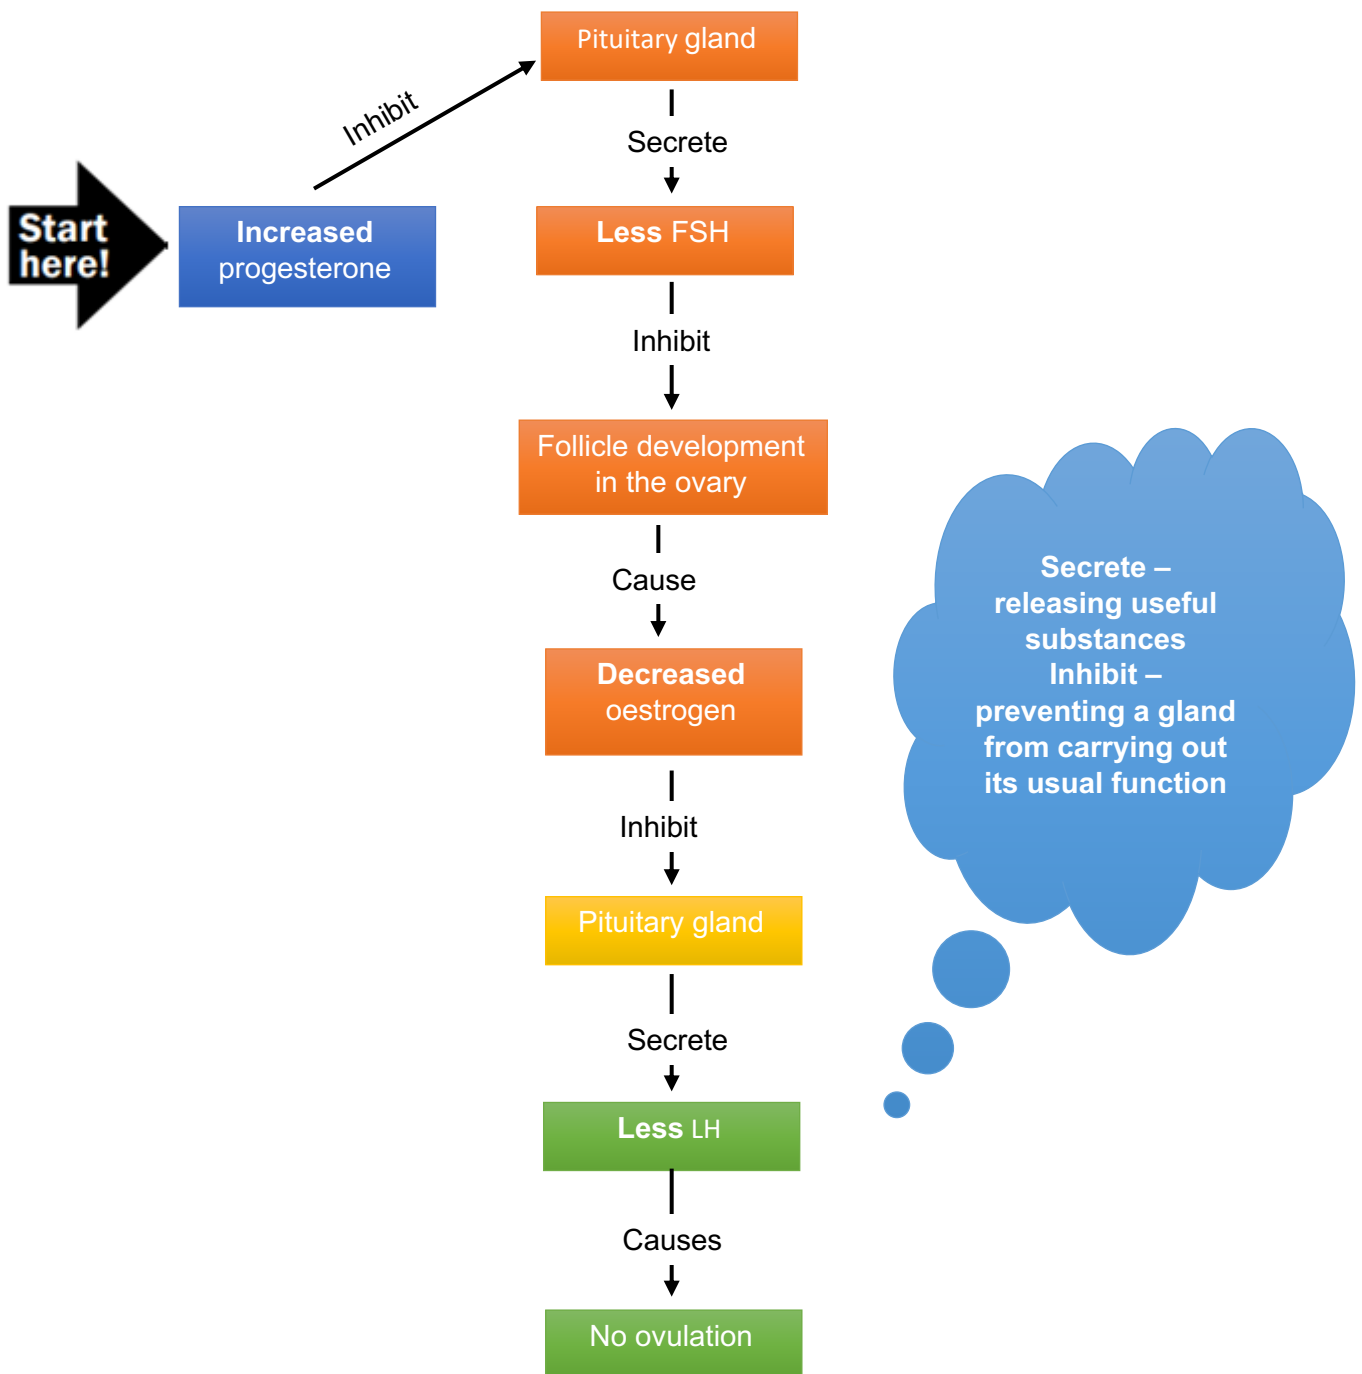 Pituitary gland
Inhibit
Secrete
Start
here!
Increased
progesterone
Less FSH
Inhibit
Follicle development
in the ovary
Cause
Decreased
oestrogen
Inhibit
Pituitary gland
Secrete
Less LH
Causes
No ovulation
Secrete –
releasing useful
substances
Inhibit –
preventing a gland
from carrying out
its usual function